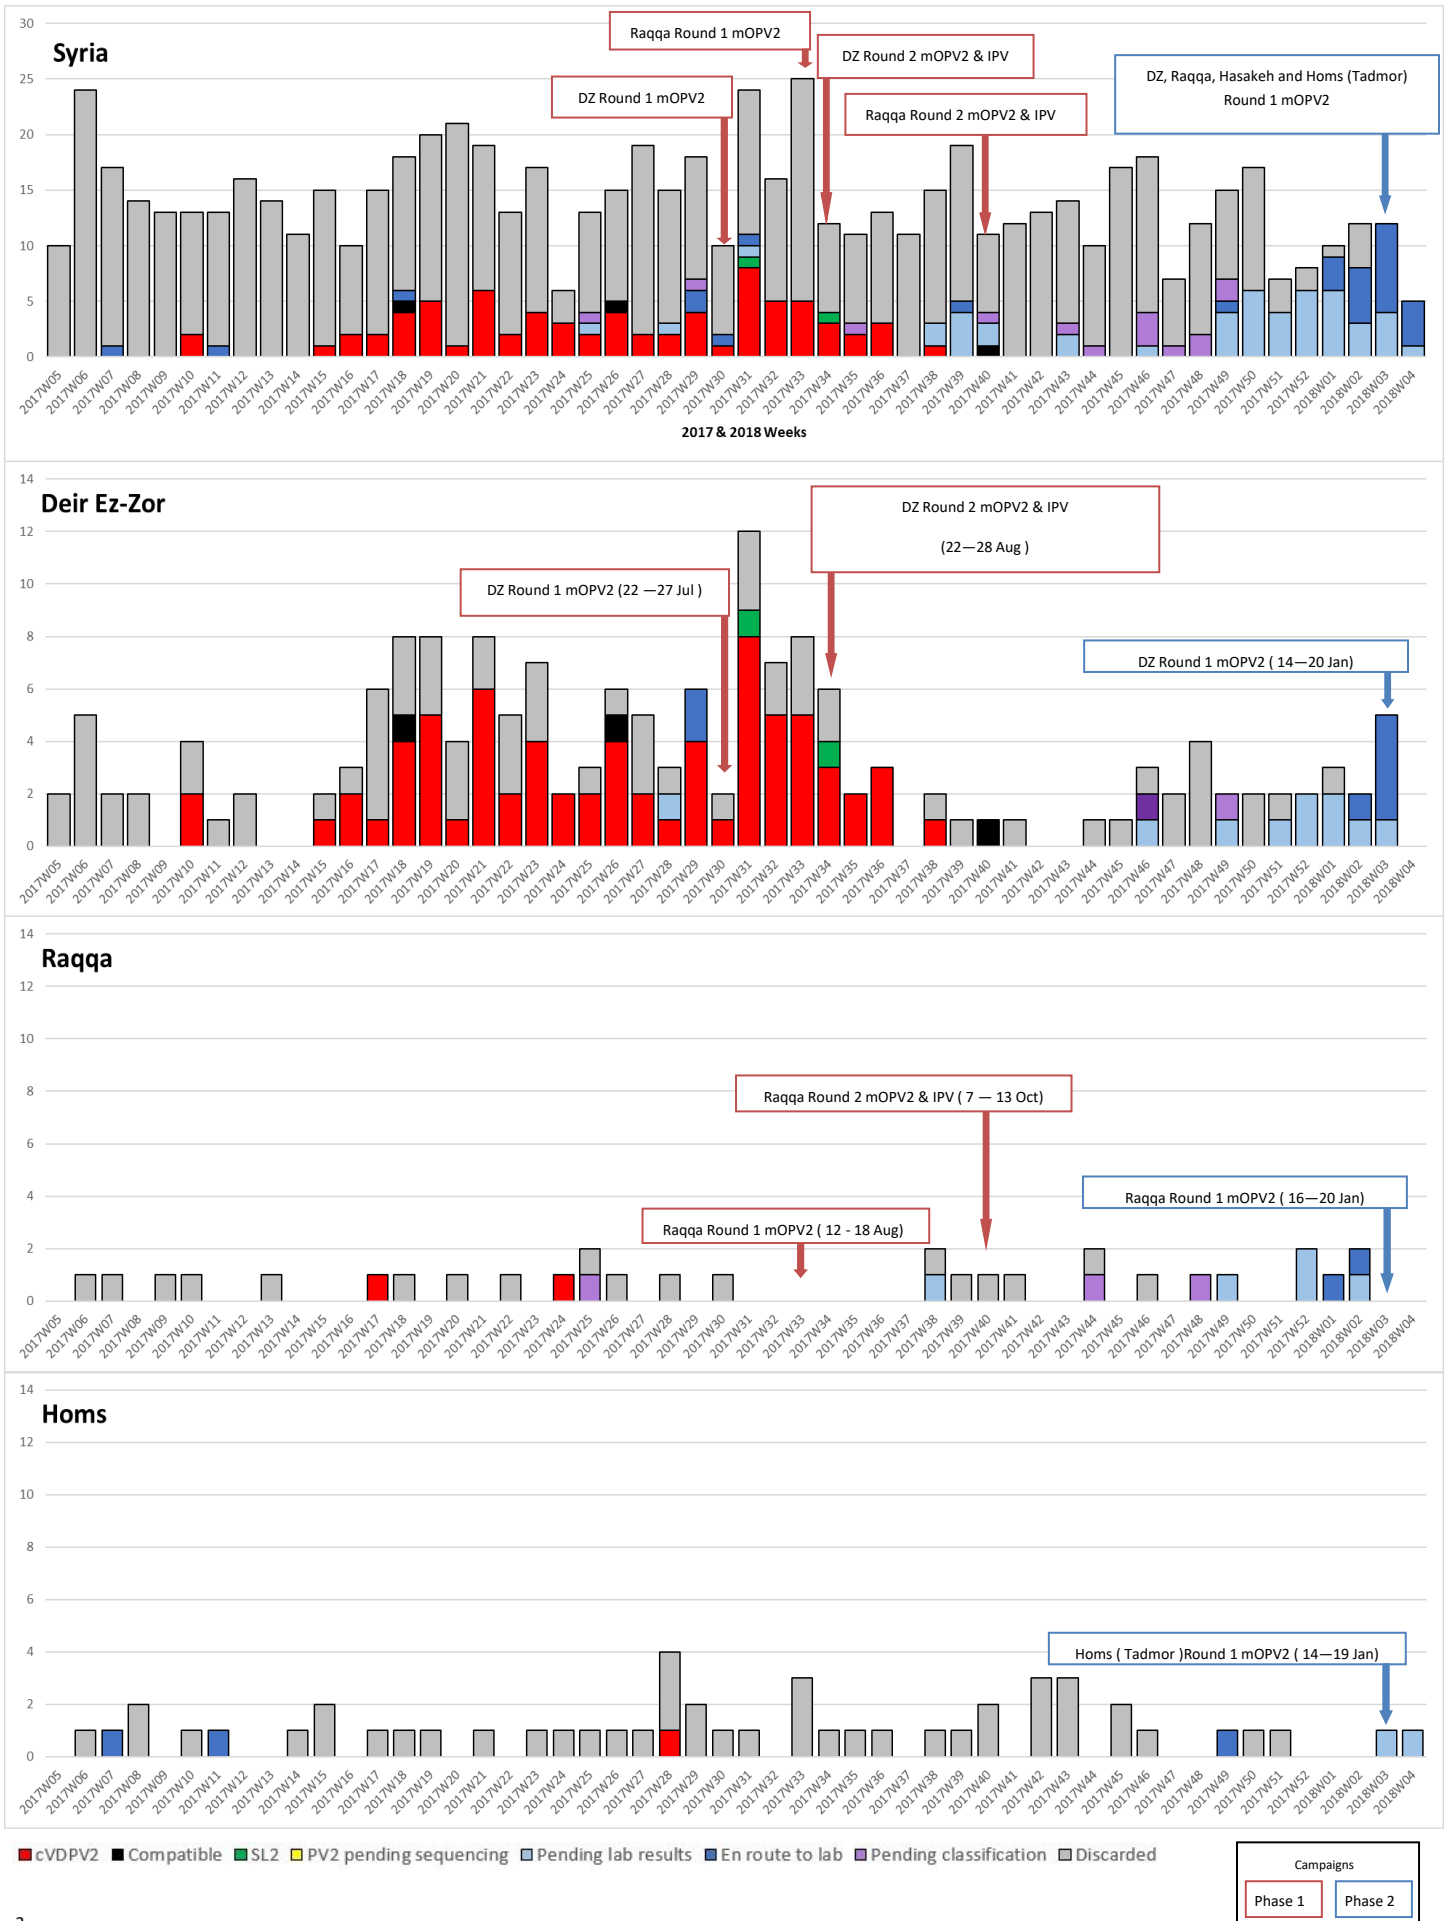 Syria
30
25
20
15
10
5
0
Raqqa Round 1 mOPV2
DZ Round 2 mOPV2 & IPV
DZ Round 1 mOPV2
Raqqa Round 2 mOPV2 & IPV
DZ, Raqqa, Hasakeh and Homs (Tadmor)
Round 1 mOPV2
2017W05 2017W06 2017W07 2017W08 2017W09 2017W10 2017W11 2017W12 2017W13 2017W14 2017W15 2017W16 2017W17 2017W18 2017W19 2017W20 2017W21 2017W22 2017W23 2017W24 2017W25 2017W26 2017W27 2017W28 2017W29 2017W30 2017W31 2017W32 2017W33 2017W34 2017W35 2017W36 2017W37 2017W38 2017W39 2017W40 2017W41 2017W42 2017W43 2017W44 2017W45 2017W46 2017W47 2017W48 2017W49 2017W50 2017W51 2017W52 2018W01 2018W02 2018W03 2018W04
2017 & 2018 Weeks
Deir Ez-Zor
14
12
10
8
6
4
2
0
DZ Round 2 mOPV2 & IPV
(22—28 Aug )
DZ Round 1 mOPV2 (22 —27 Jul )
DZ Round 1 mOPV2 ( 14—20 Jan)
2017W05 2017W06 2017W07 2017W08 2017W09 2017W10 2017W11 2017W12 2017W13 2017W14 2017W15 2017W16 2017W17 2017W18 2017W19 2017W20 2017W21 2017W22 2017W23 2017W24 2017W25 2017W26 2017W27 2017W28 2017W29 2017W30 2017W31 2017W32 2017W33 2017W34 2017W35 2017W36 2017W37 2017W38 2017W39 2017W40 2017W41 2017W42 2017W43 2017W44 2017W45 2017W46 2017W47 2017W48 2017W49 2017W50 2017W51 2017W52 2018W01 2018W02 2018W03 2018W04
Raqqa
14
12
10
8
6
4
2
0
Raqqa Round 2 mOPV2 & IPV ( 7 — 13 Oct)
Raqqa Round 1 mOPV2 ( 16—20 Jan)
Raqqa Round 1 mOPV2 ( 12 - 18 Aug)
2017W05 2017W06 2017W07 2017W08 2017W09 2017W10 2017W11 2017W12 2017W13 2017W14 2017W15 2017W16 2017W17 2017W18 2017W19 2017W20 2017W21 2017W22 2017W23 2017W24 2017W25 2017W26 2017W27 2017W28 2017W29 2017W30 2017W31 2017W32 2017W33 2017W34 2017W35 2017W36 2017W37 2017W38 2017W39 2017W40 2017W41 2017W42 2017W43 2017W44 2017W45 2017W46 2017W47 2017W48 2017W49 2017W50 2017W51 2017W52 2018W01 2018W02 2018W03 2018W04
Homs
14
12
10
8
6
4
2
0
Homs ( Tadmor )Round 1 mOPV2 ( 14—19 Jan)
2017W05 2017W06 2017W07 2017W08 2017W09 2017W10 2017W11 2017W12 2017W13 2017W14 2017W15 2017W16 2017W17 2017W18 2017W19 2017W20 2017W21 2017W22 2017W23 2017W24 2017W25 2017W26 2017W27 2017W28 2017W29 2017W30 2017W31 2017W32 2017W33 2017W34 2017W35 2017W36 2017W37 2017W38 2017W39 2017W40 2017W41 2017W42 2017W43 2017W44 2017W45 2017W46 2017W47 2017W48 2017W49 2017W50 2017W51 2017W52 2018W01 2018W02 2018W03 2018W04
cVDPV2 Compatible SL2 PV2 pending sequencing Pending lab results En route to lab Pending classification Discarded
Campaigns
Phase 1 Phase 2